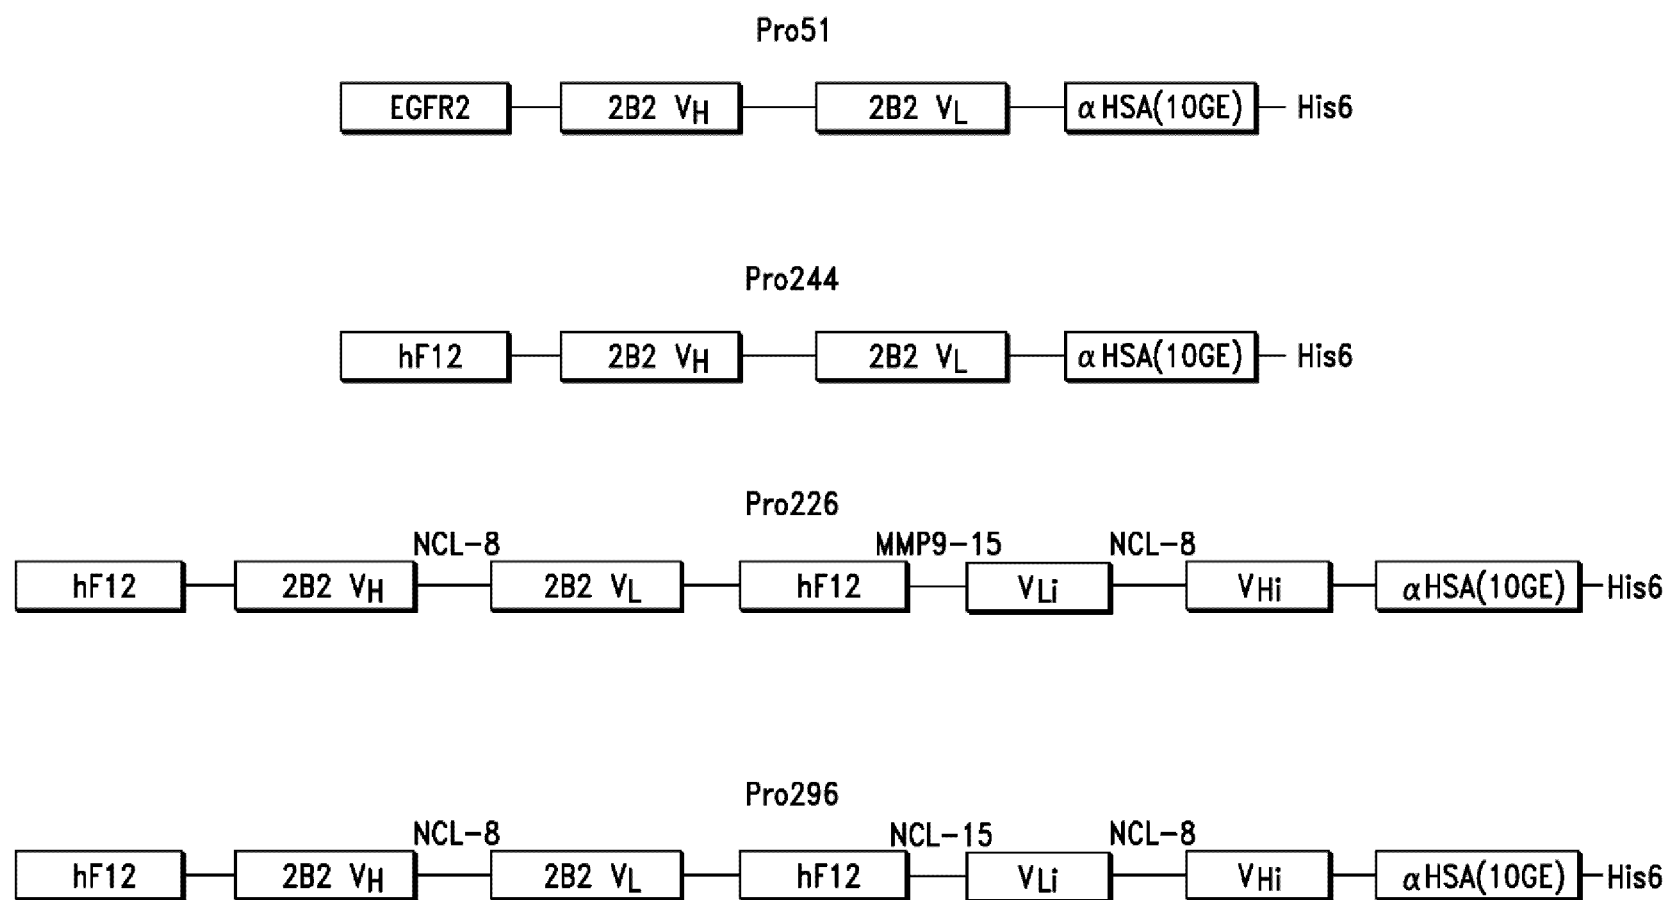 Pro51
EGFR2 2B2 VH 2B2 VL αHSA(10GE) His6
Pro244
hF12 2B2 VH 2B2 VL αHSA(10GE) His6
Pro226
NCL-8 MMP9-15 NCL-8
hF12 2B2 VH 2B2 VL hF12 VLi VHi αHSA(10GE) His6
Pro296
NCL-8 NCL-15 NCL-8
hF12 2B2 VH 2B2 VL hF12 VLi VHi αHSA(10GE) His6